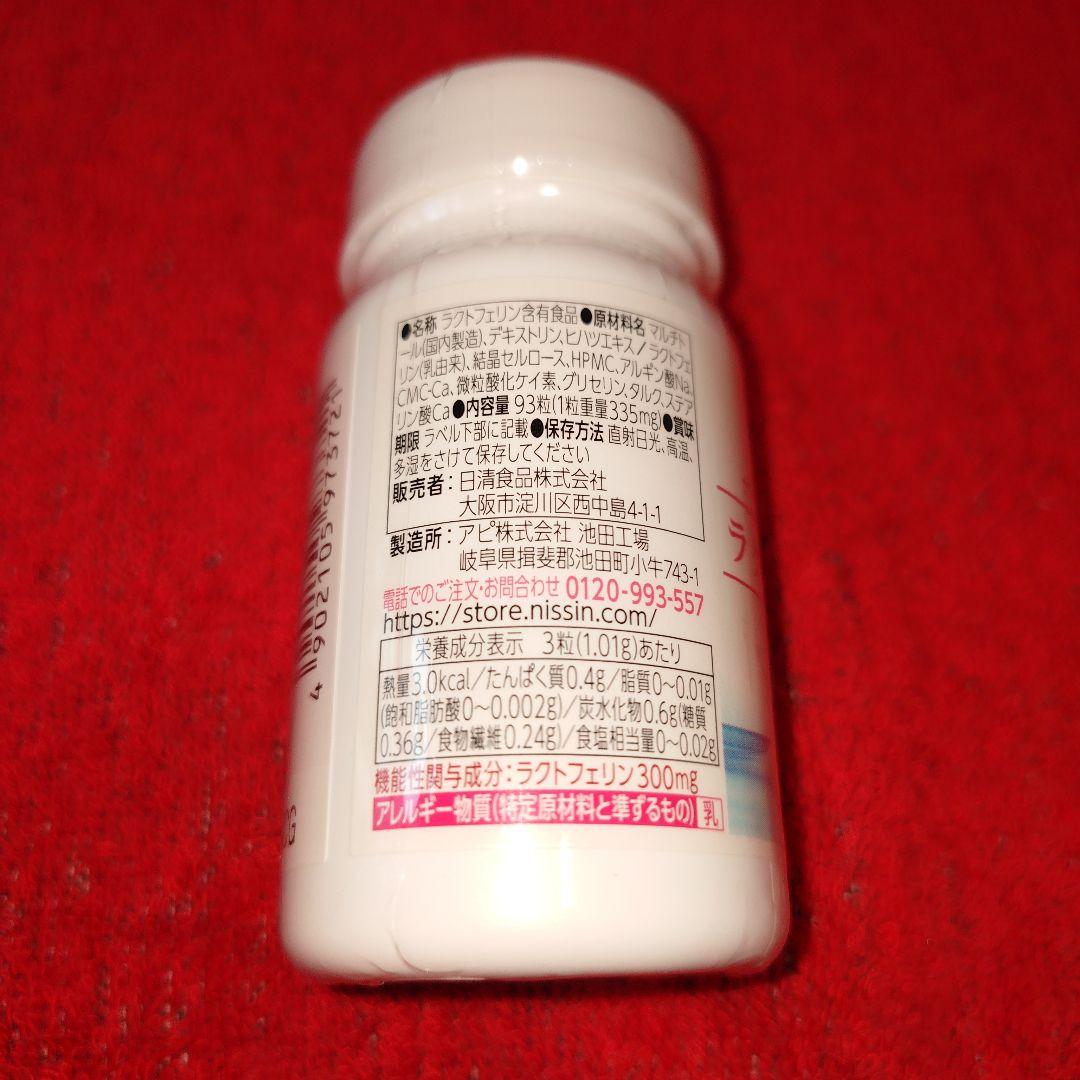 ●名称 ラクトフェリン含有食品●原材料名 マルチト
ール(国内製造)、デキストリン、ヒハツエキス/ラクトフェ
リン(乳由来)、結晶セルロース、HPMC、アルギン酸Na、
CMC-Ca、微粒酸化ケイ素、グリセリン、タルク、ステア
リン酸Ca●内容量 93粒(1粒重量335mg)●賞味
期限 ラベル下部に記載●保存方法 直射日光、高温、
多湿をさけて保存してください
販売者:日清食品株式会社
大阪市淀川区西中島4-1-1
製造所:アピ株式会社 池田工場
岐阜県揖斐郡池田町小牛743-1
電話でのご注文・お問合わせ 0120-993-557
https://store.nissin.com/
栄養成分表示 3粒(1.01g)あたり
熱量3.0kcal/たんぱく質0.4g/脂質0〜0.01g
(飽和脂肪酸0〜0.002g)/炭水化物0.6g(糖質
0.36g/食物繊維0.24g)/食塩相当量0〜0.02g
機能性関与成分:ラクトフェリン300mg
アレルギー物質(特定原材料と準ずるもの) 乳
4 902105 975721
ラ